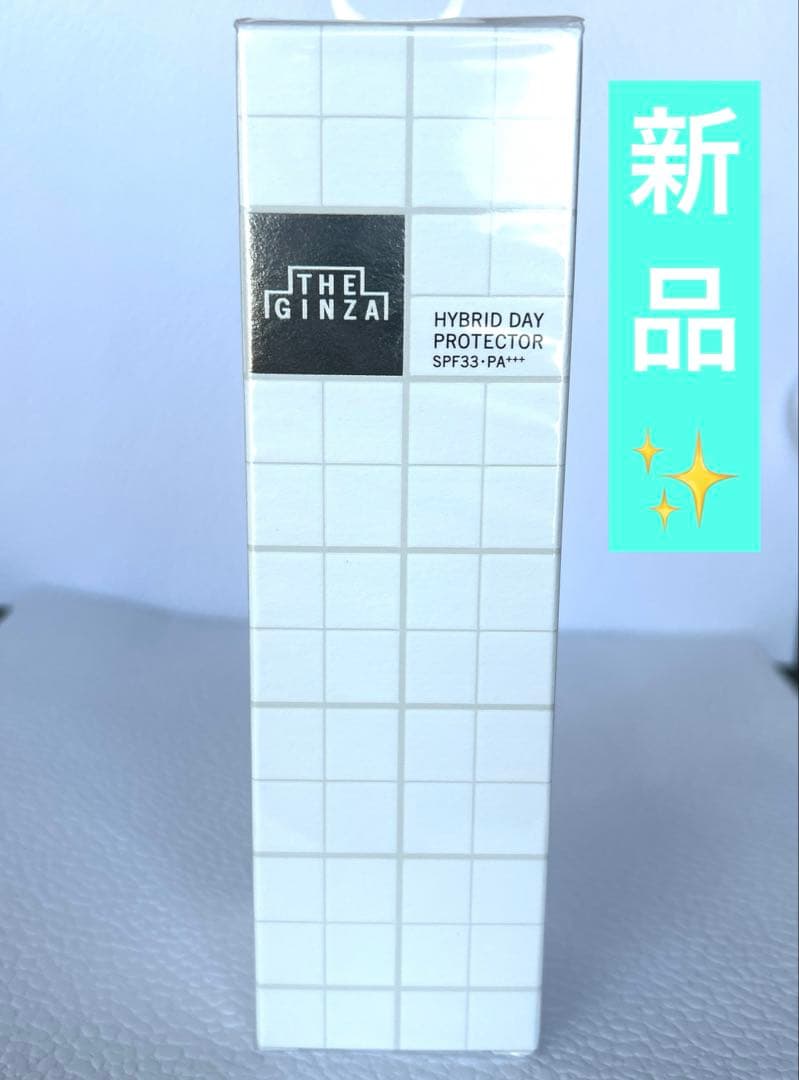 THE
GINZA
HYBRID DAY
PROTECTOR
SPF33・PA+++
新
品